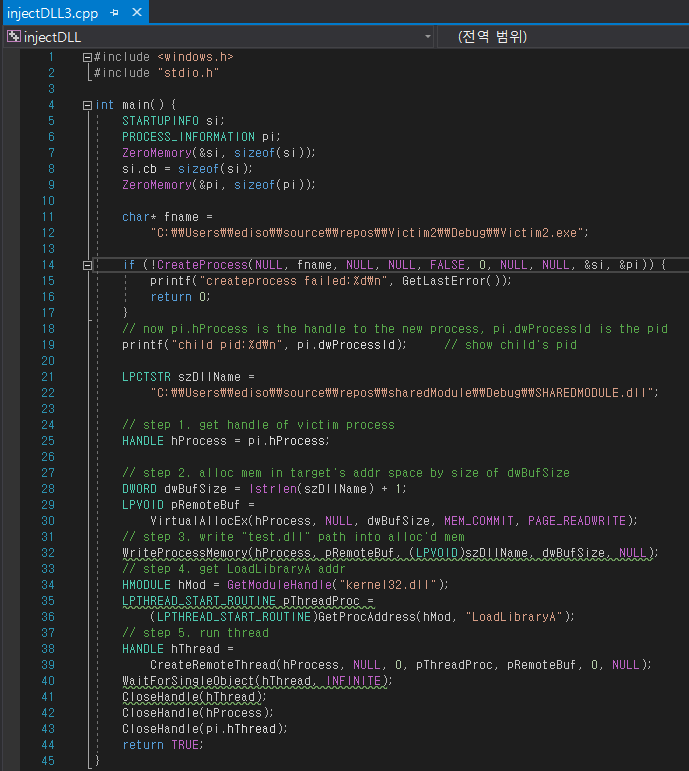 injectDLL3.cpp
injectDLL (전역 범위)
1 #include <windows.h>
2 #include "stdio.h"
3
4 int main() {
5 STARTUPINFO si;
6 PROCESS_INFORMATION pi;
7 ZeroMemory(&si, sizeof(si));
8 si.cb = sizeof(si);
9 ZeroMemory(&pi, sizeof(pi));
10
11 char* fname =
12 "C:₩₩Users₩₩ediso₩₩source₩₩repos₩₩Victim2₩₩Debug₩₩Victim2.exe";
13
14 if (!CreateProcess(NULL, fname, NULL, NULL, FALSE, 0, NULL, NULL, &si, &pi)) {
15 printf("createprocess failed:%d₩n", GetLastError());
16 return 0;
17 }
18 // now pi.hProcess is the handle to the new process, pi.dwProcessId is the pid
19 printf("child pid:%d₩n", pi.dwProcessId); // show child's pid
20
21 LPCTSTR szDllName =
22 "C:₩₩Users₩₩ediso₩₩source₩₩repos₩₩sharedModule₩₩Debug₩₩SHAREDMODULE.dll";
23
24 // step 1. get handle of victim process
25 HANDLE hProcess = pi.hProcess;
26
27 // step 2. alloc mem in target's addr space by size of dwBufSize
28 DWORD dwBufSize = lstrlen(szDllName) + 1;
29 LPVOID pRemoteBuf =
30 VirtualAllocEx(hProcess, NULL, dwBufSize, MEM_COMMIT, PAGE_READWRITE);
31 // step 3. write "test.dll" path into alloc'd mem
32 WriteProcessMemory(hProcess, pRemoteBuf, (LPVOID)szDllName, dwBufSize, NULL);
33 // step 4. get LoadLibraryA addr
34 HMODULE hMod = GetModuleHandle("kernel32.dll");
35 LPTHREAD_START_ROUTINE pThreadProc =
36 (LPTHREAD_START_ROUTINE)GetProcAddress(hMod, "LoadLibraryA");
37 // step 5. run thread
38 HANDLE hThread =
39 CreateRemoteThread(hProcess, NULL, 0, pThreadProc, pRemoteBuf, 0, NULL);
40 WaitForSingleObject(hThread, INFINITE);
41 CloseHandle(hThread);
42 CloseHandle(hProcess);
43 CloseHandle(pi.hThread);
44 return TRUE;
45 }